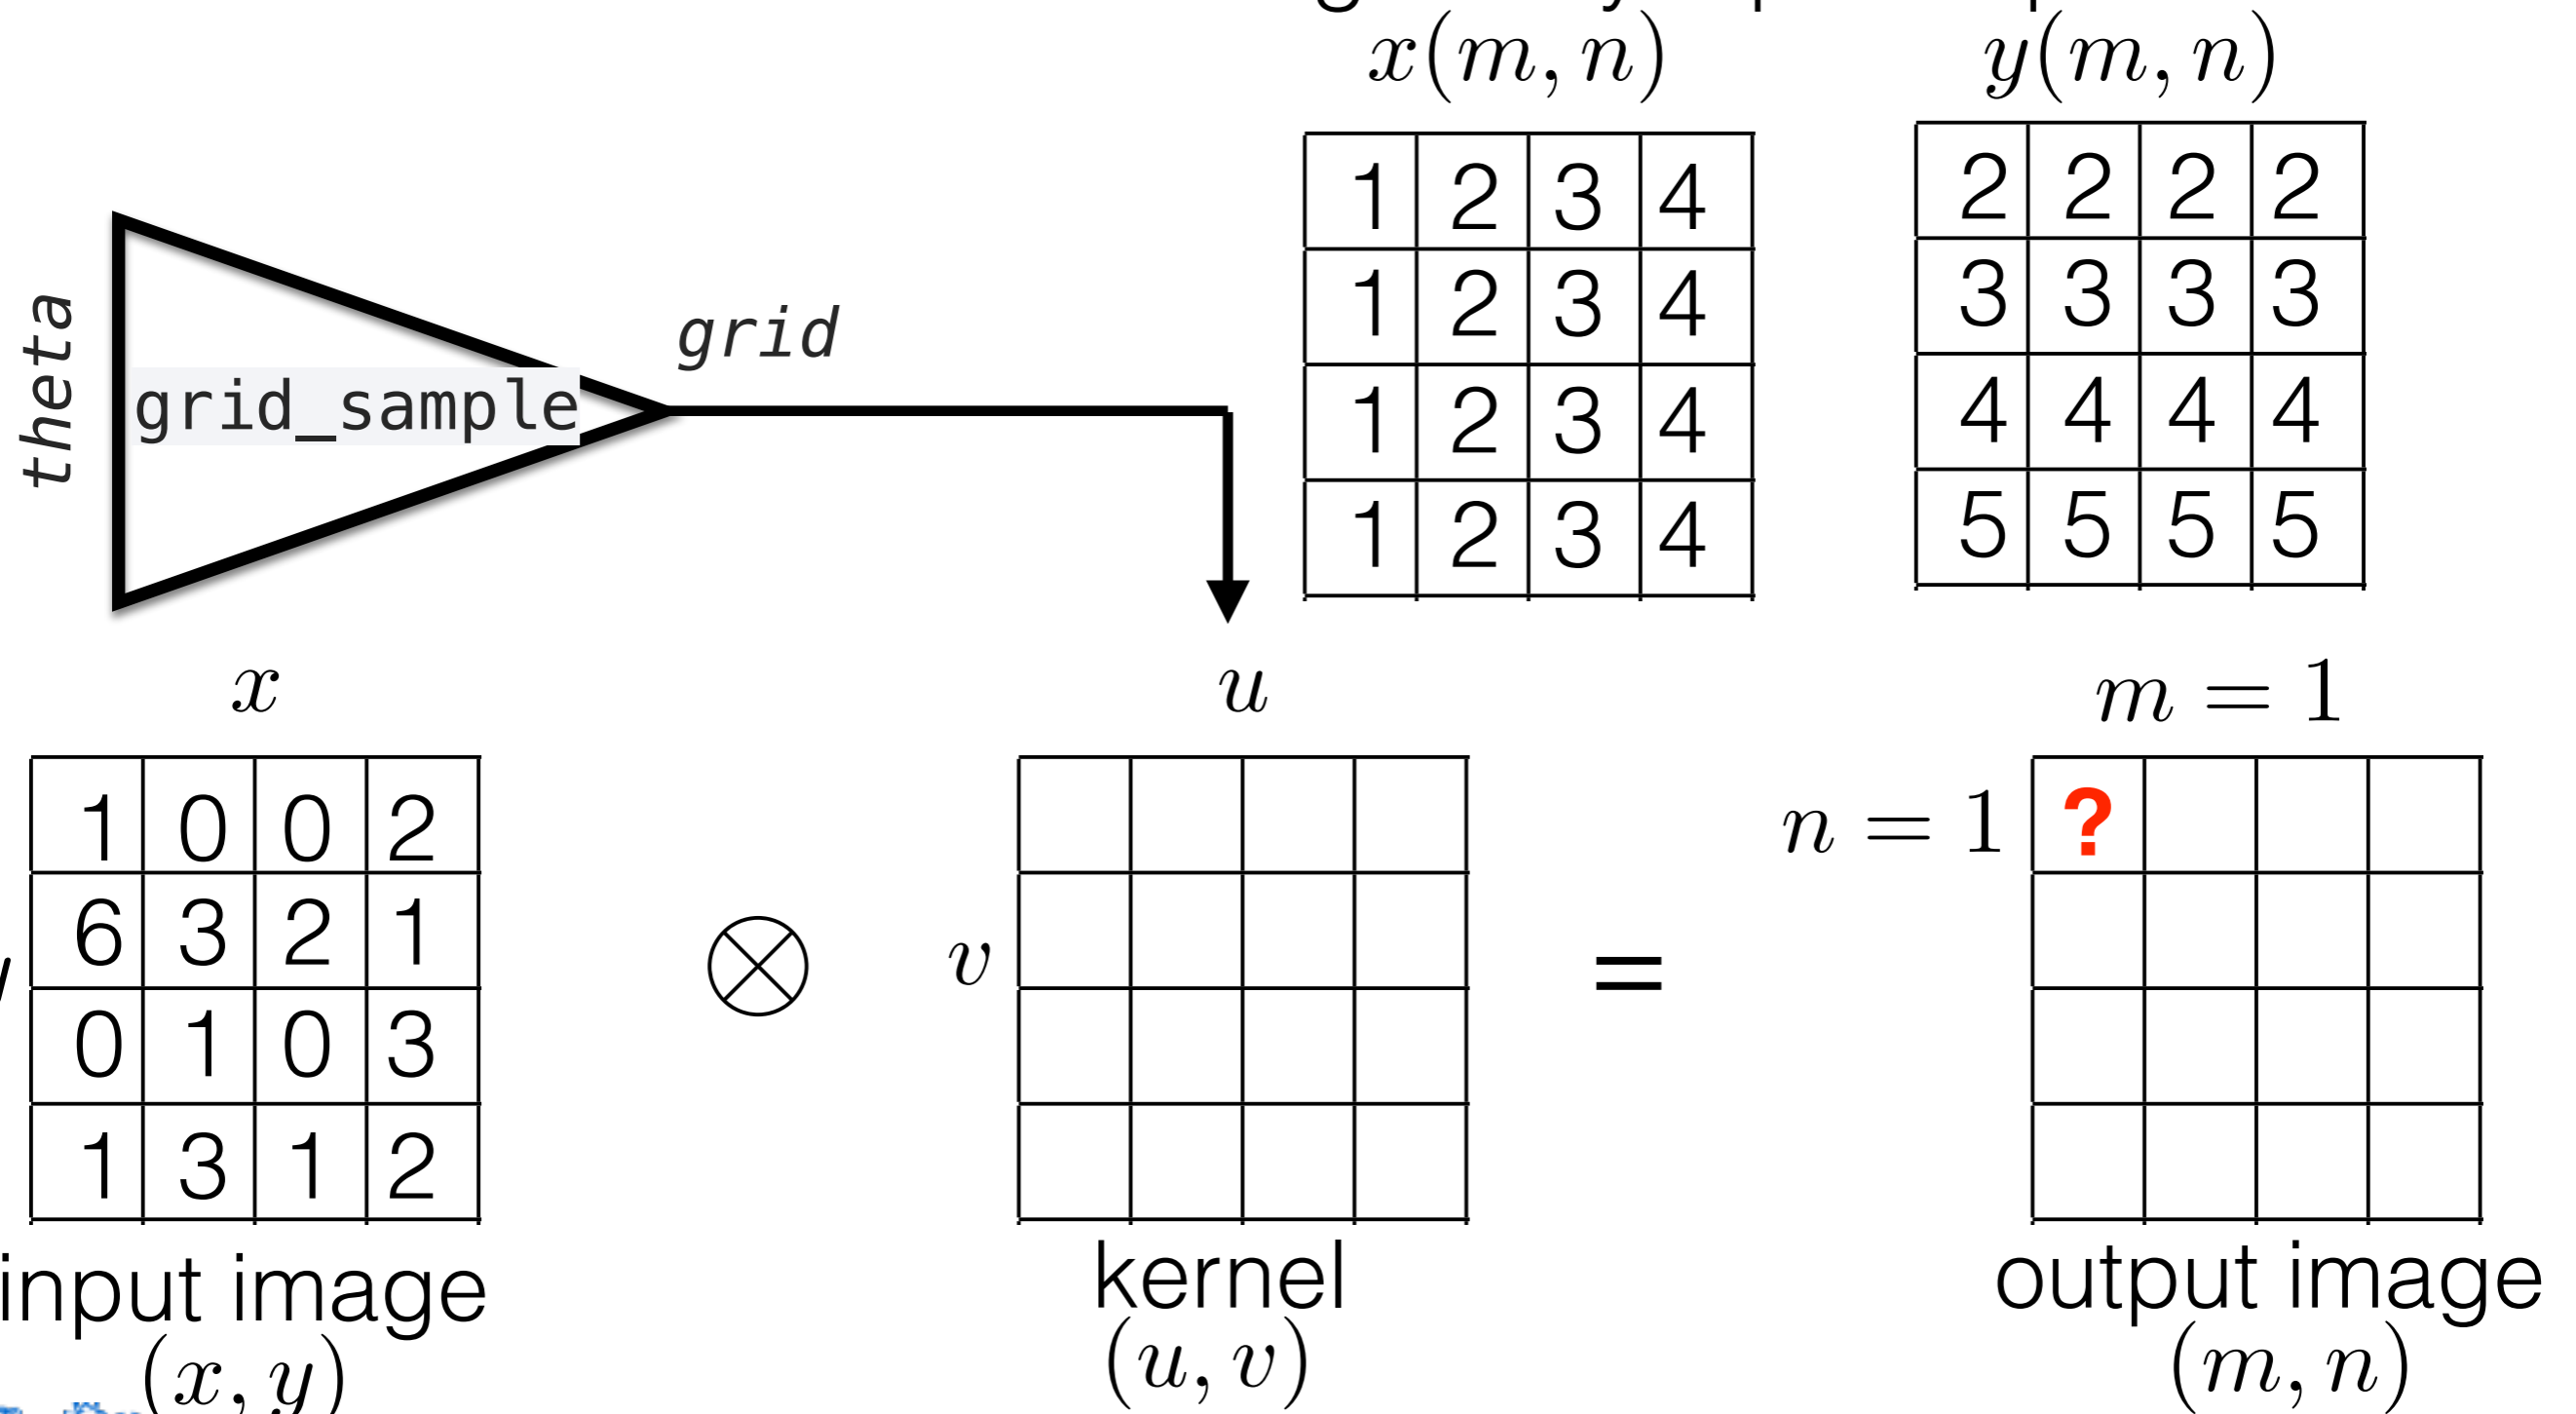 x(m, n) y(m, n)
1 2 3 4
1 2 3 4
1 2 3 4
1 2 3 4
2 2 2 2
3 3 3 3
4 4 4 4
5 5 5 5
theta
grid_sample
grid
x
1 0 0 2
6 3 2 1
0 1 0 3
1 3 1 2
input image
(x, y)
⊗
u
v
kernel
(u, v)
=
m = 1
n = 1
?
output image
(m, n)